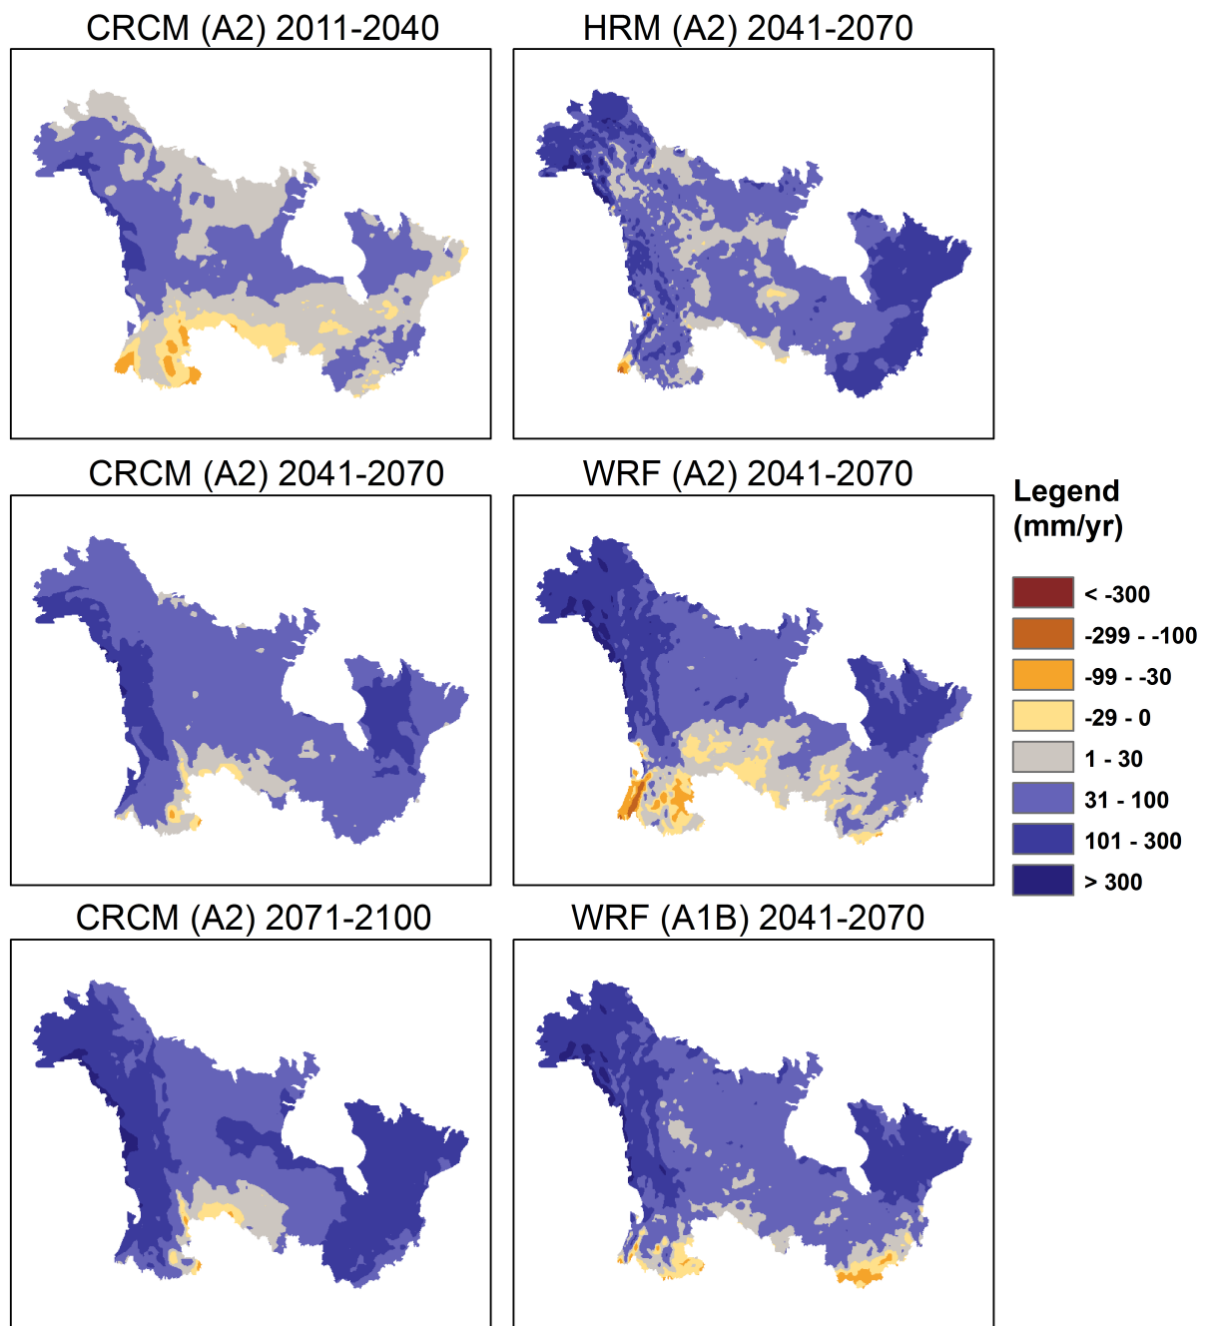 CRCM (A2) 2011-2040
HRM (A2) 2041-2070
CRCM (A2) 2041-2070
WRF (A2) 2041-2070
Legend
(mm/yr)
< -300
-299 - -100
-99 - -30
-29 - 0
1 - 30
31 - 100
101 - 300
> 300
CRCM (A2) 2071-2100
WRF (A1B) 2041-2070